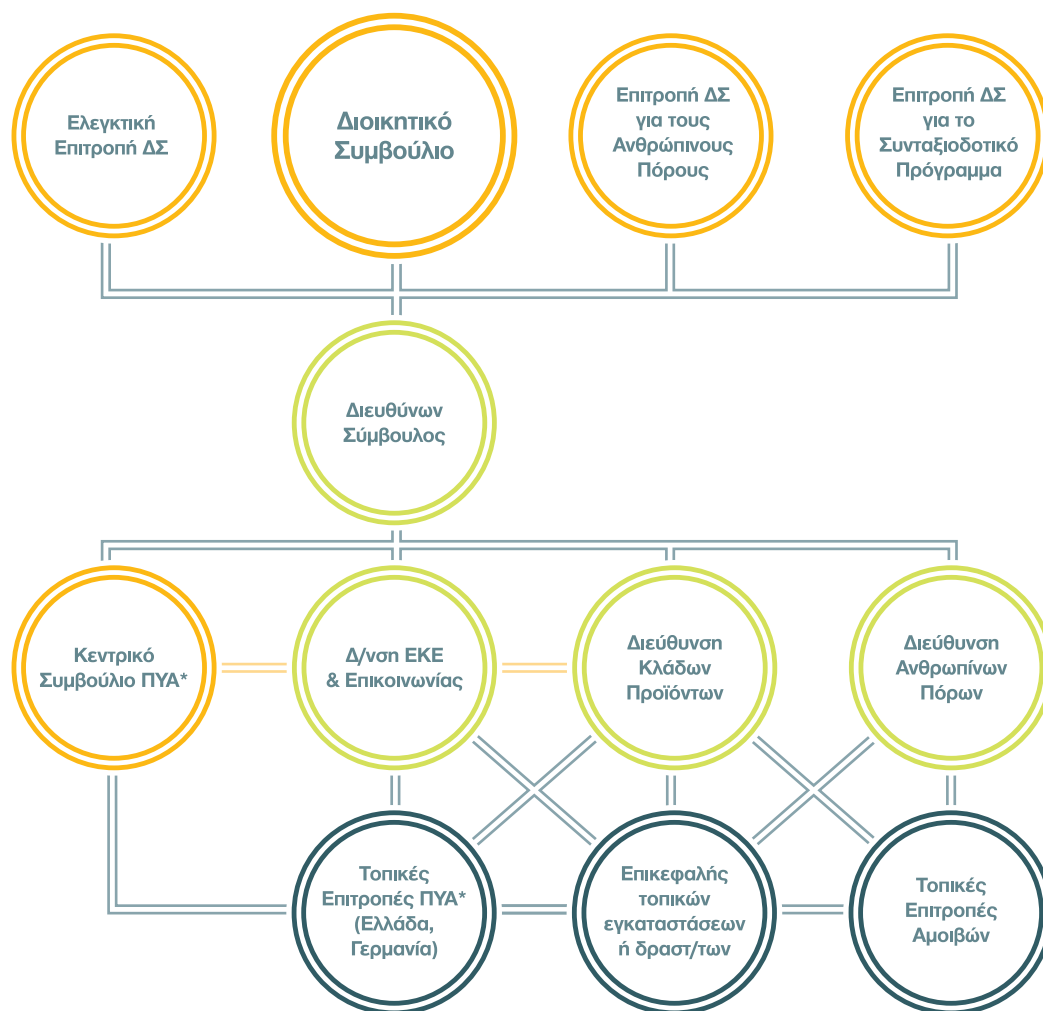 Ελεγκτική
Επιτροπή ΔΣ
Διοικητικό
Συμβούλιο
Επιτροπή ΔΣ
για τους
Ανθρώπινους
Πόρους
Επιτροπή ΔΣ
για το
Συνταξιοδοτικό
Πρόγραμμα
Διευθύνων
Σύμβουλος
Κεντρικό
Συμβούλιο ΠΥΑ*
Δ/νση ΕΚΕ
& Επικοινωνίας
Διεύθυνση
Κλάδων
Προϊόντων
Διεύθυνση
Ανθρωπίνων
Πόρων
Τοπικές
Επιτροπές ΠΥΑ*
(Ελλάδα,
Γερμανία)
Επικεφαλής
τοπικών
εγκαταστάσεων
ή δραστ/των
Τοπικές
Επιτροπές
Αμοιβών